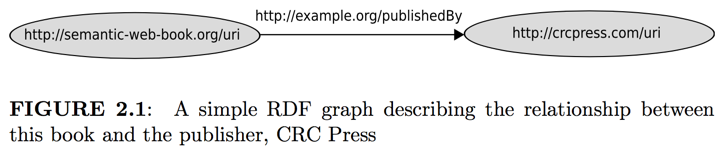 http://example.org/publishedBy
http://semantic-web-book.org/uri
http://crcpress.com/uri
FIGURE 2.1: A simple RDF graph describing the relationship between
this book and the publisher, CRC Press